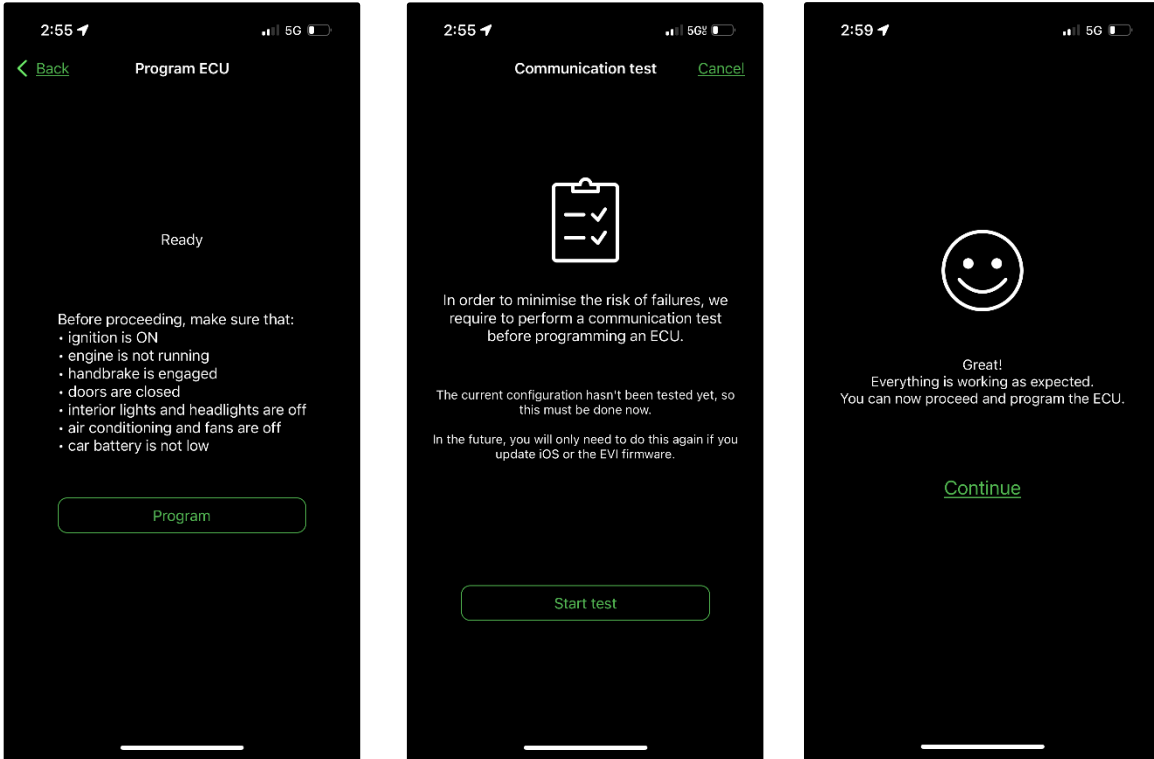 2:55
5G
Back
Program ECU
Ready
Before proceeding, make sure that:
• ignition is ON
• engine is not running
• handbrake is engaged
• doors are closed
• interior lights and headlights are off
• air conditioning and fans are off
• car battery is not low
Program
2:55
5G
Communication test
Cancel
In order to minimise the risk of failures, we
require to perform a communication test
before programming an ECU.
The current configuration hasn't been tested yet, so
this must be done now.
In the future, you will only need to do this again if you
update iOS or the EVI firmware.
Start test
2:59
5G
Great!
Everything is working as expected.
You can now proceed and program the ECU.
Continue